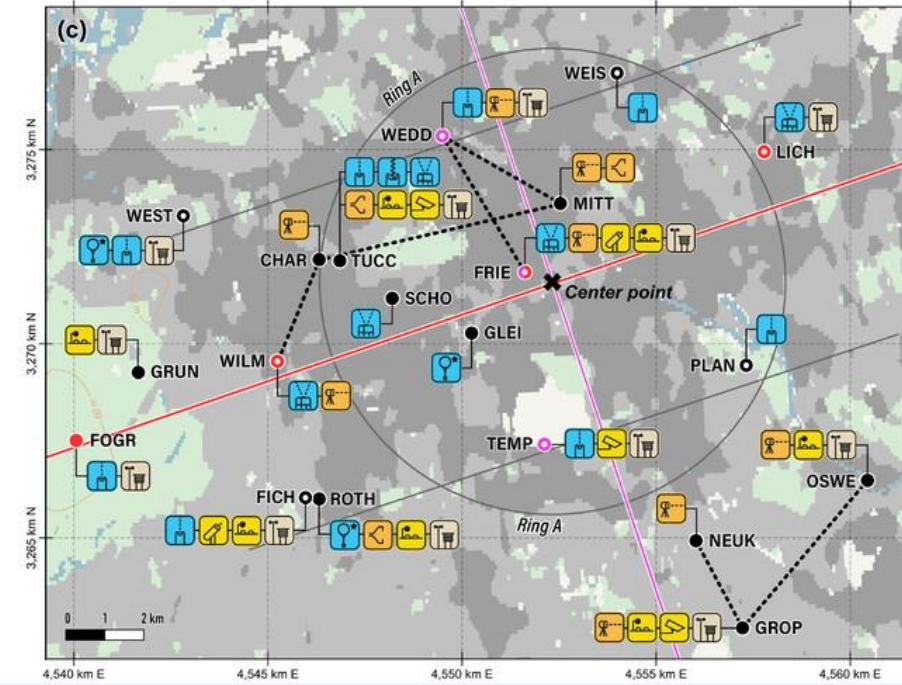 (c)
Ring A
WEIS
WEDD
LICH
3,275 km N
MITT
WEST
CHAR
TUCC
FRIE
Center point
SCHO
GLEI
3,270 km N
WILM
PLAN
GRUN
FOGR
TEMP
OSWE
FICH
ROTH
Ring A
3,265 km N
NEUK
GROP
0 1 2 km
4,540 km E
4,545 km E
4,550 km E
4,555 km E
4,560 km E